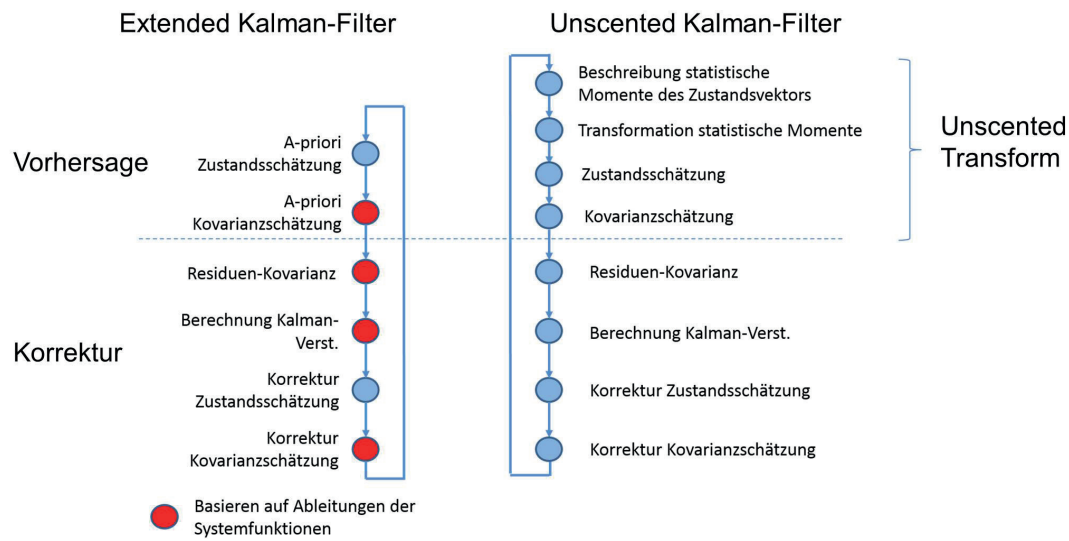 Extended Kalman-Filter
Unscented Kalman-Filter
Vorhersage
A-priori
Zustandsschätzung
A-priori
Kovarianzschätzung
Korrektur
Residuen-Kovarianz
Berechnung Kalman-
Verst.
Korrektur
Zustandsschätzung
Korrektur
Kovarianzschätzung
Beschreibung statistische
Momente des Zustandsvektors
Transformation statistische Momente
Zustandsschätzung
Kovarianzschätzung
Unscented
Transform
Residuen-Kovarianz
Berechnung Kalman-Verst.
Korrektur Zustandsschätzung
Korrektur Kovarianzschätzung
Basieren auf Ableitungen der
Systemfunktionen